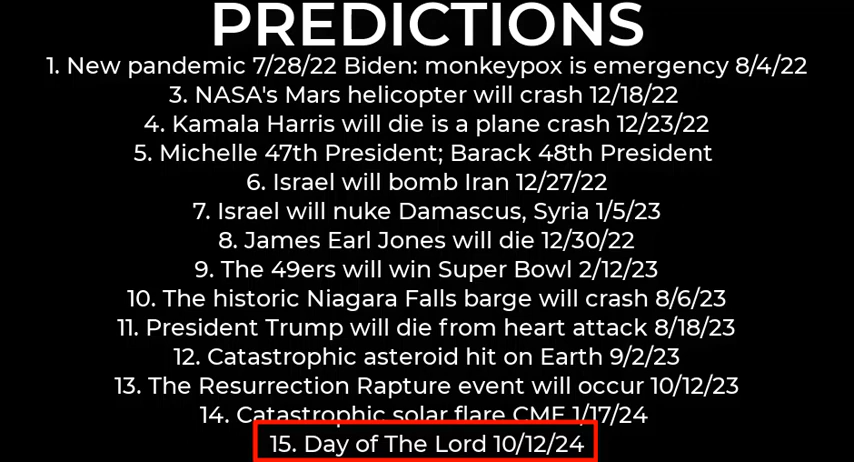 PREDICTIONS
1. New pandemic 7/28/22 Biden: monkeypox is emergency 8/4/22
3. NASA's Mars helicopter will crash 12/18/22
4. Kamala Harris will die is a plane crash 12/23/22
5. Michelle 47th President; Barack 48th President
6. Israel will bomb Iran 12/27/22
7. Israel will nuke Damascus, Syria 1/5/23
8. James Earl Jones will die 12/30/22
9. The 49ers will win Super Bowl 2/12/23
10. The historic Niagara Falls barge will crash 8/6/23
11. President Trump will die from heart attack 8/18/23
12. Catastrophic asteroid hit on Earth 9/2/23
13. The Resurrection Rapture event will occur 10/12/23
14. Catastrophic solar flare CME 1/17/24
15. Day of The Lord 10/12/24